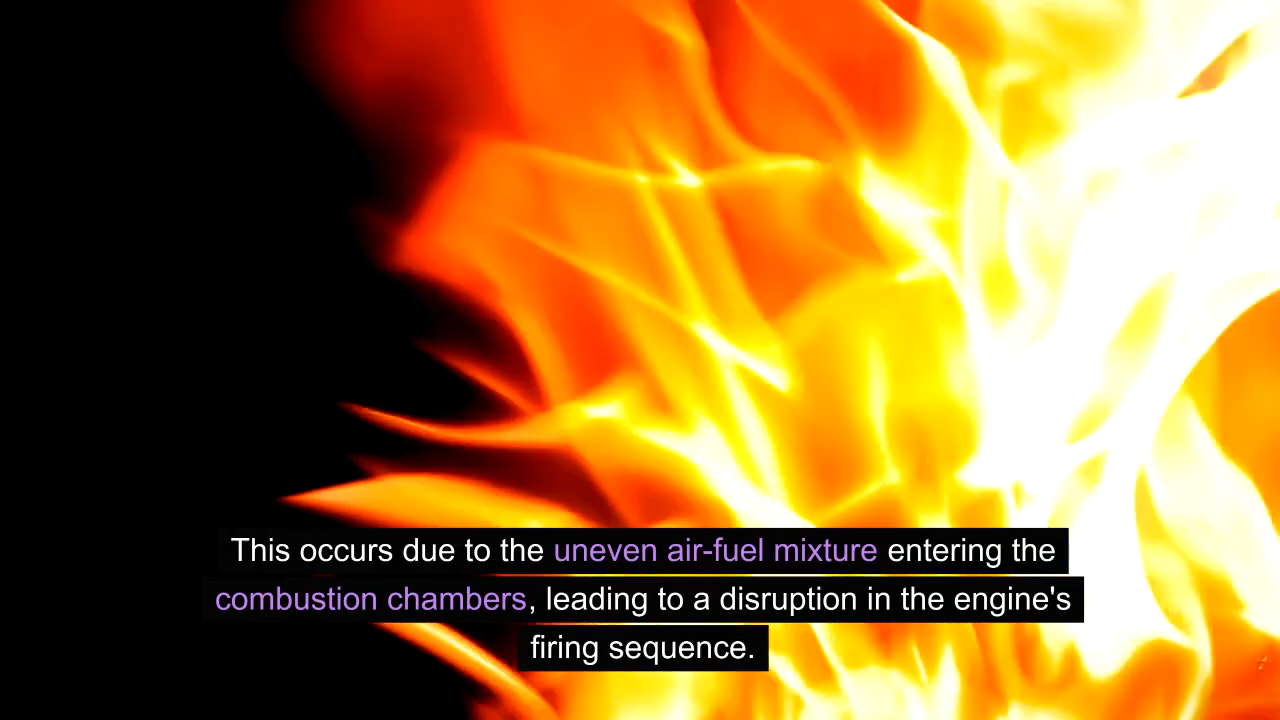 This occurs due to the uneven air-fuel mixture entering the
combustion chambers, leading to a disruption in the engine's
firing sequence.